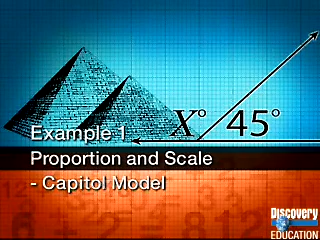 X° 45°
Example 1
Proportion and Scale
- Capitol Model
Discovery
EDUCATION